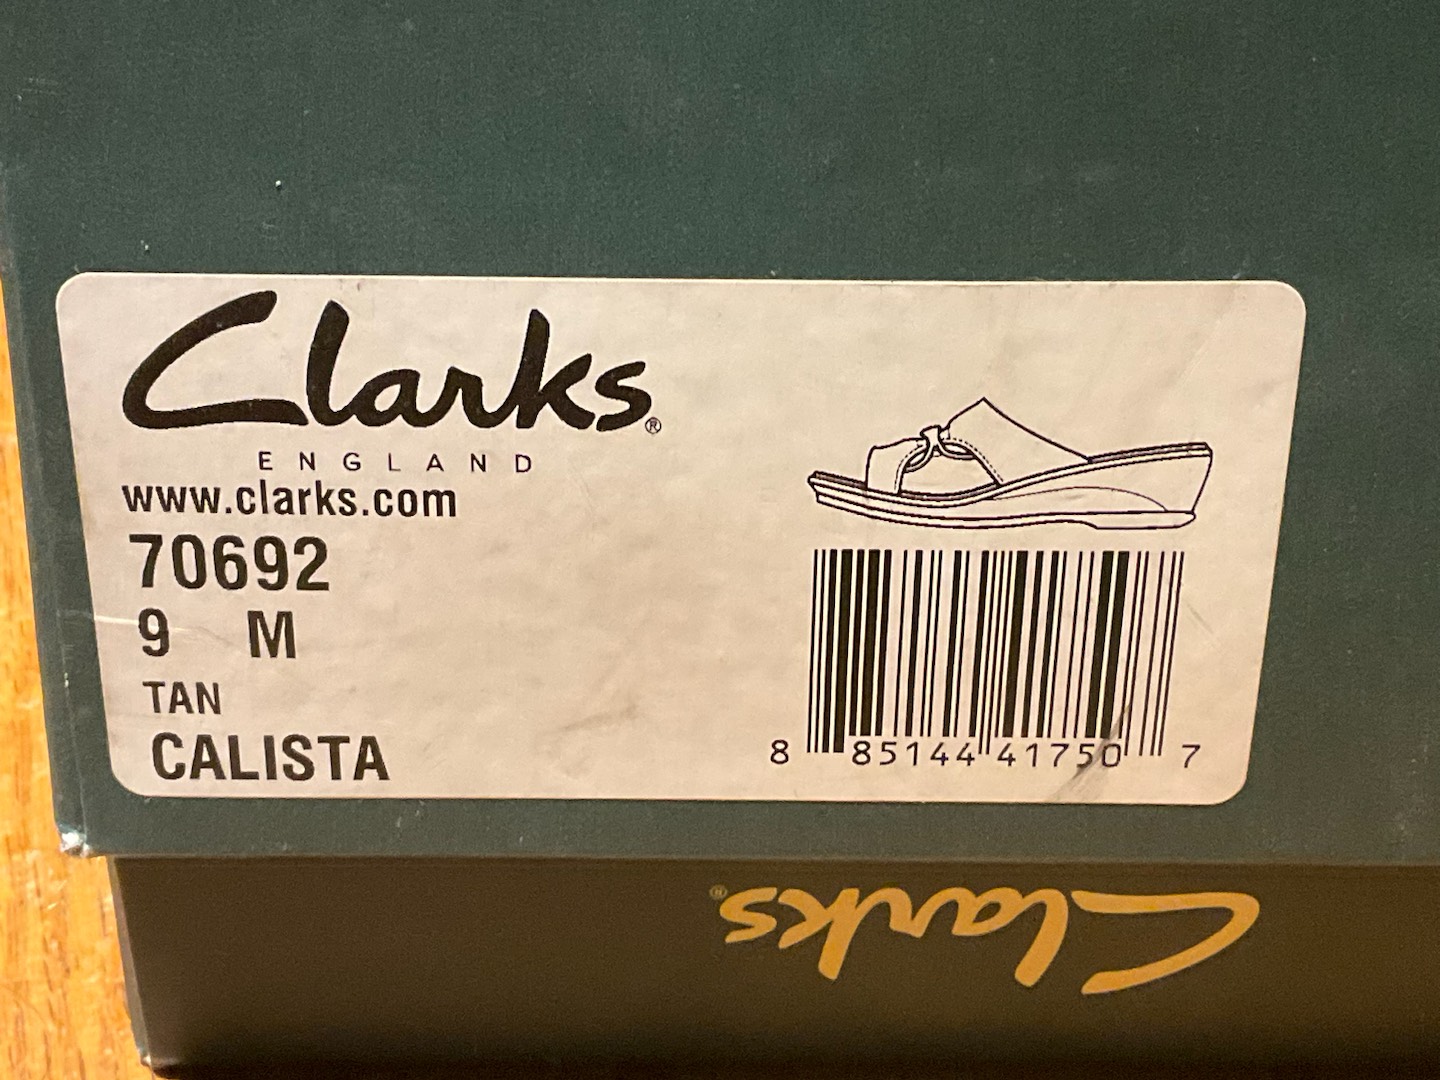 Clarks®
ENGLAND
www.clarks.com
70692
9 M
TAN
CALISTA
8 85144 41750 7
Clarks®